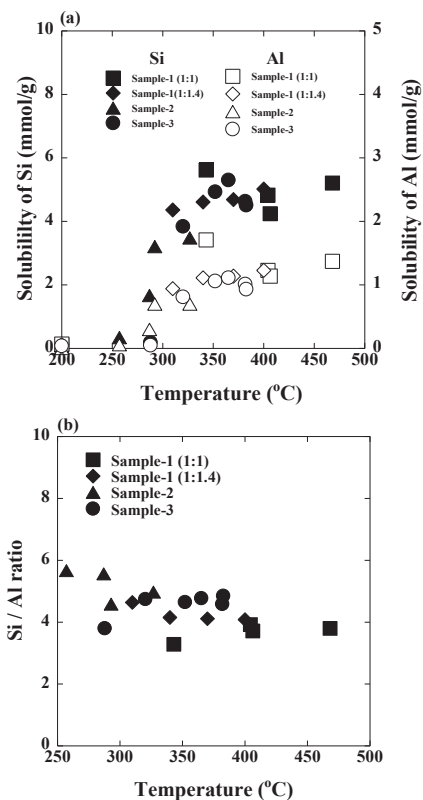 (a)
10
8
6
4
2
0
5
4
3
2
1
0
Si
Sample-1 (1:1)
Sample-1(1:1.4)
Sample-2
Sample-3
Al
Sample-1 (1:1)
Sample-1 (1:1.4)
Sample-2
Sample-3
Solubility of Si (mmol/g)
Solubility of Al (mmol/g)
200 250 300 350 400 450 500
Temperature (°C)
(b)
10
8
6
4
2
0
Sample-1 (1:1)
Sample-1 (1:1.4)
Sample-2
Sample-3
Si / Al ratio
250 300 350 400 450 500
Temperature (°C)